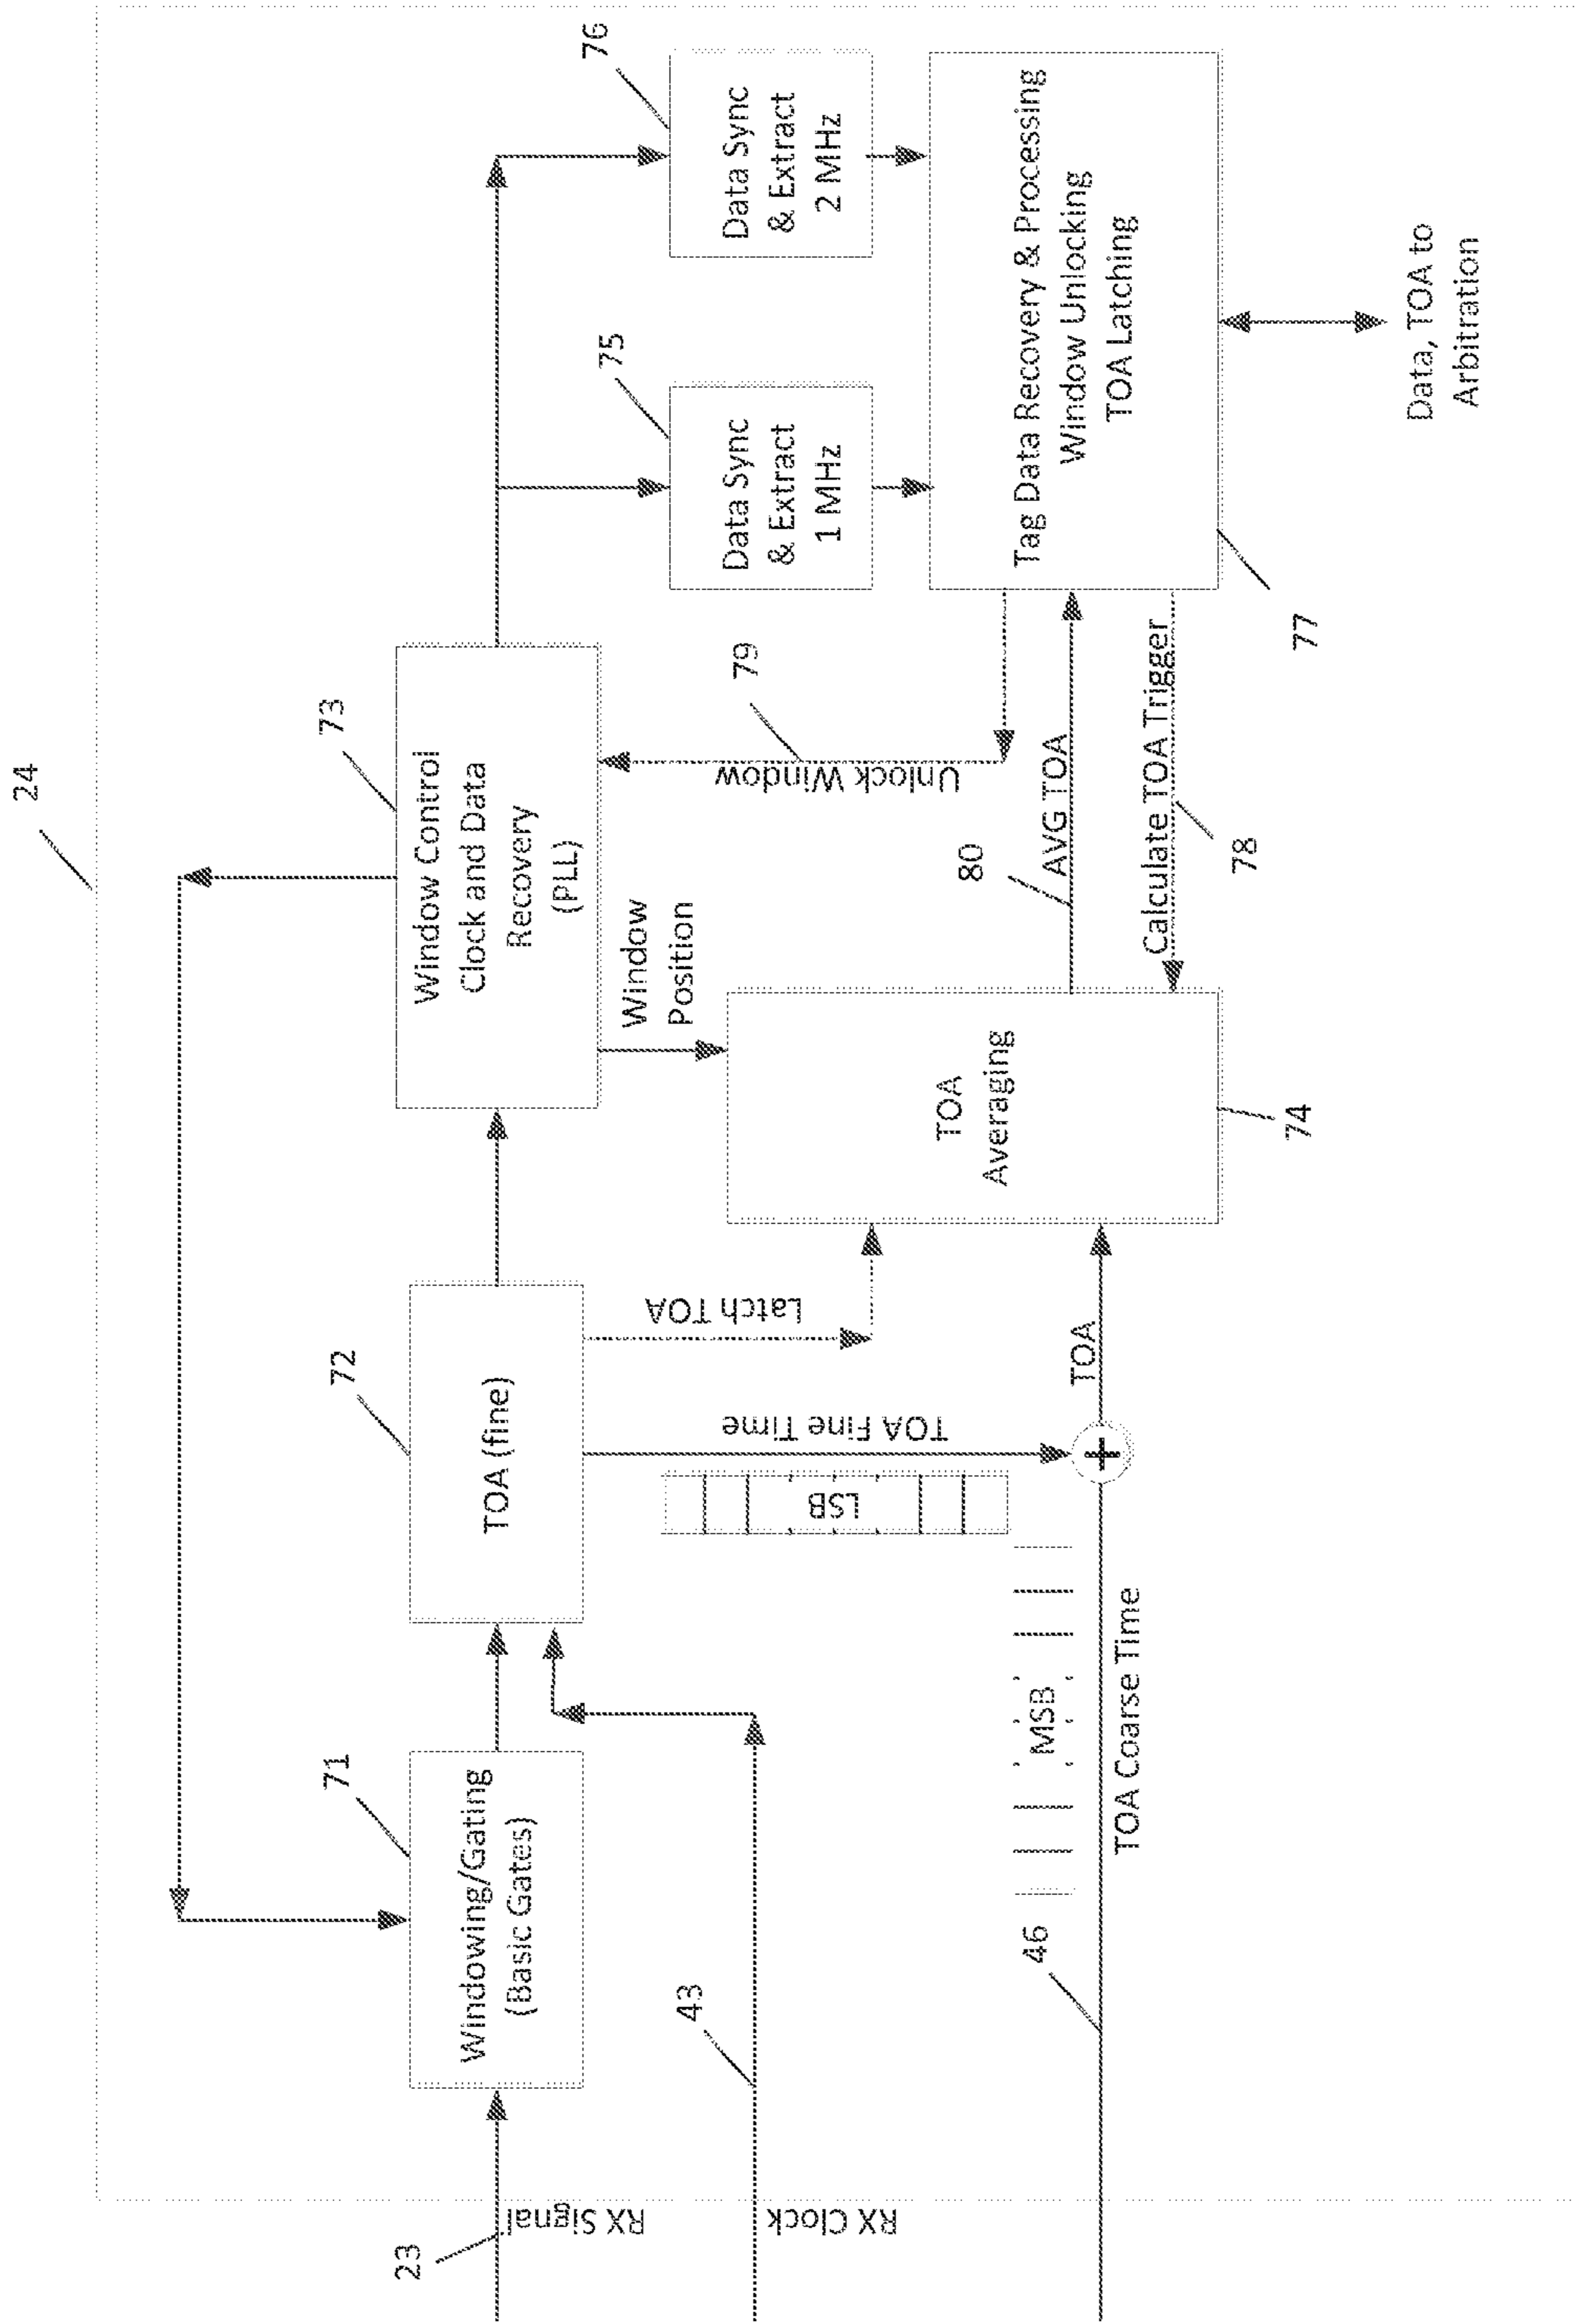 24
73
Window Control
Clock and Data
Recovery
(PLL)
76
Data Sync
& Extract
2 MHz
75
Data Sync
& Extract
1 MHz
72
TOA (fine)
71
Windowing/Gating
(Basic Gates)
23
RX Signal
43
RX Clock
Window
Position
79
Unlock Window
Latch TOA
TOA Fine Time
LSB
MSB
46
TOA Coarse Time
TOA
TOA
Averaging
74
80
AVG TOA
Calculate TOA Trigger
78
Tag Data Recovery & Processing
Window Unlocking
TOA Latching
77
Data, TOA to
Arbitration